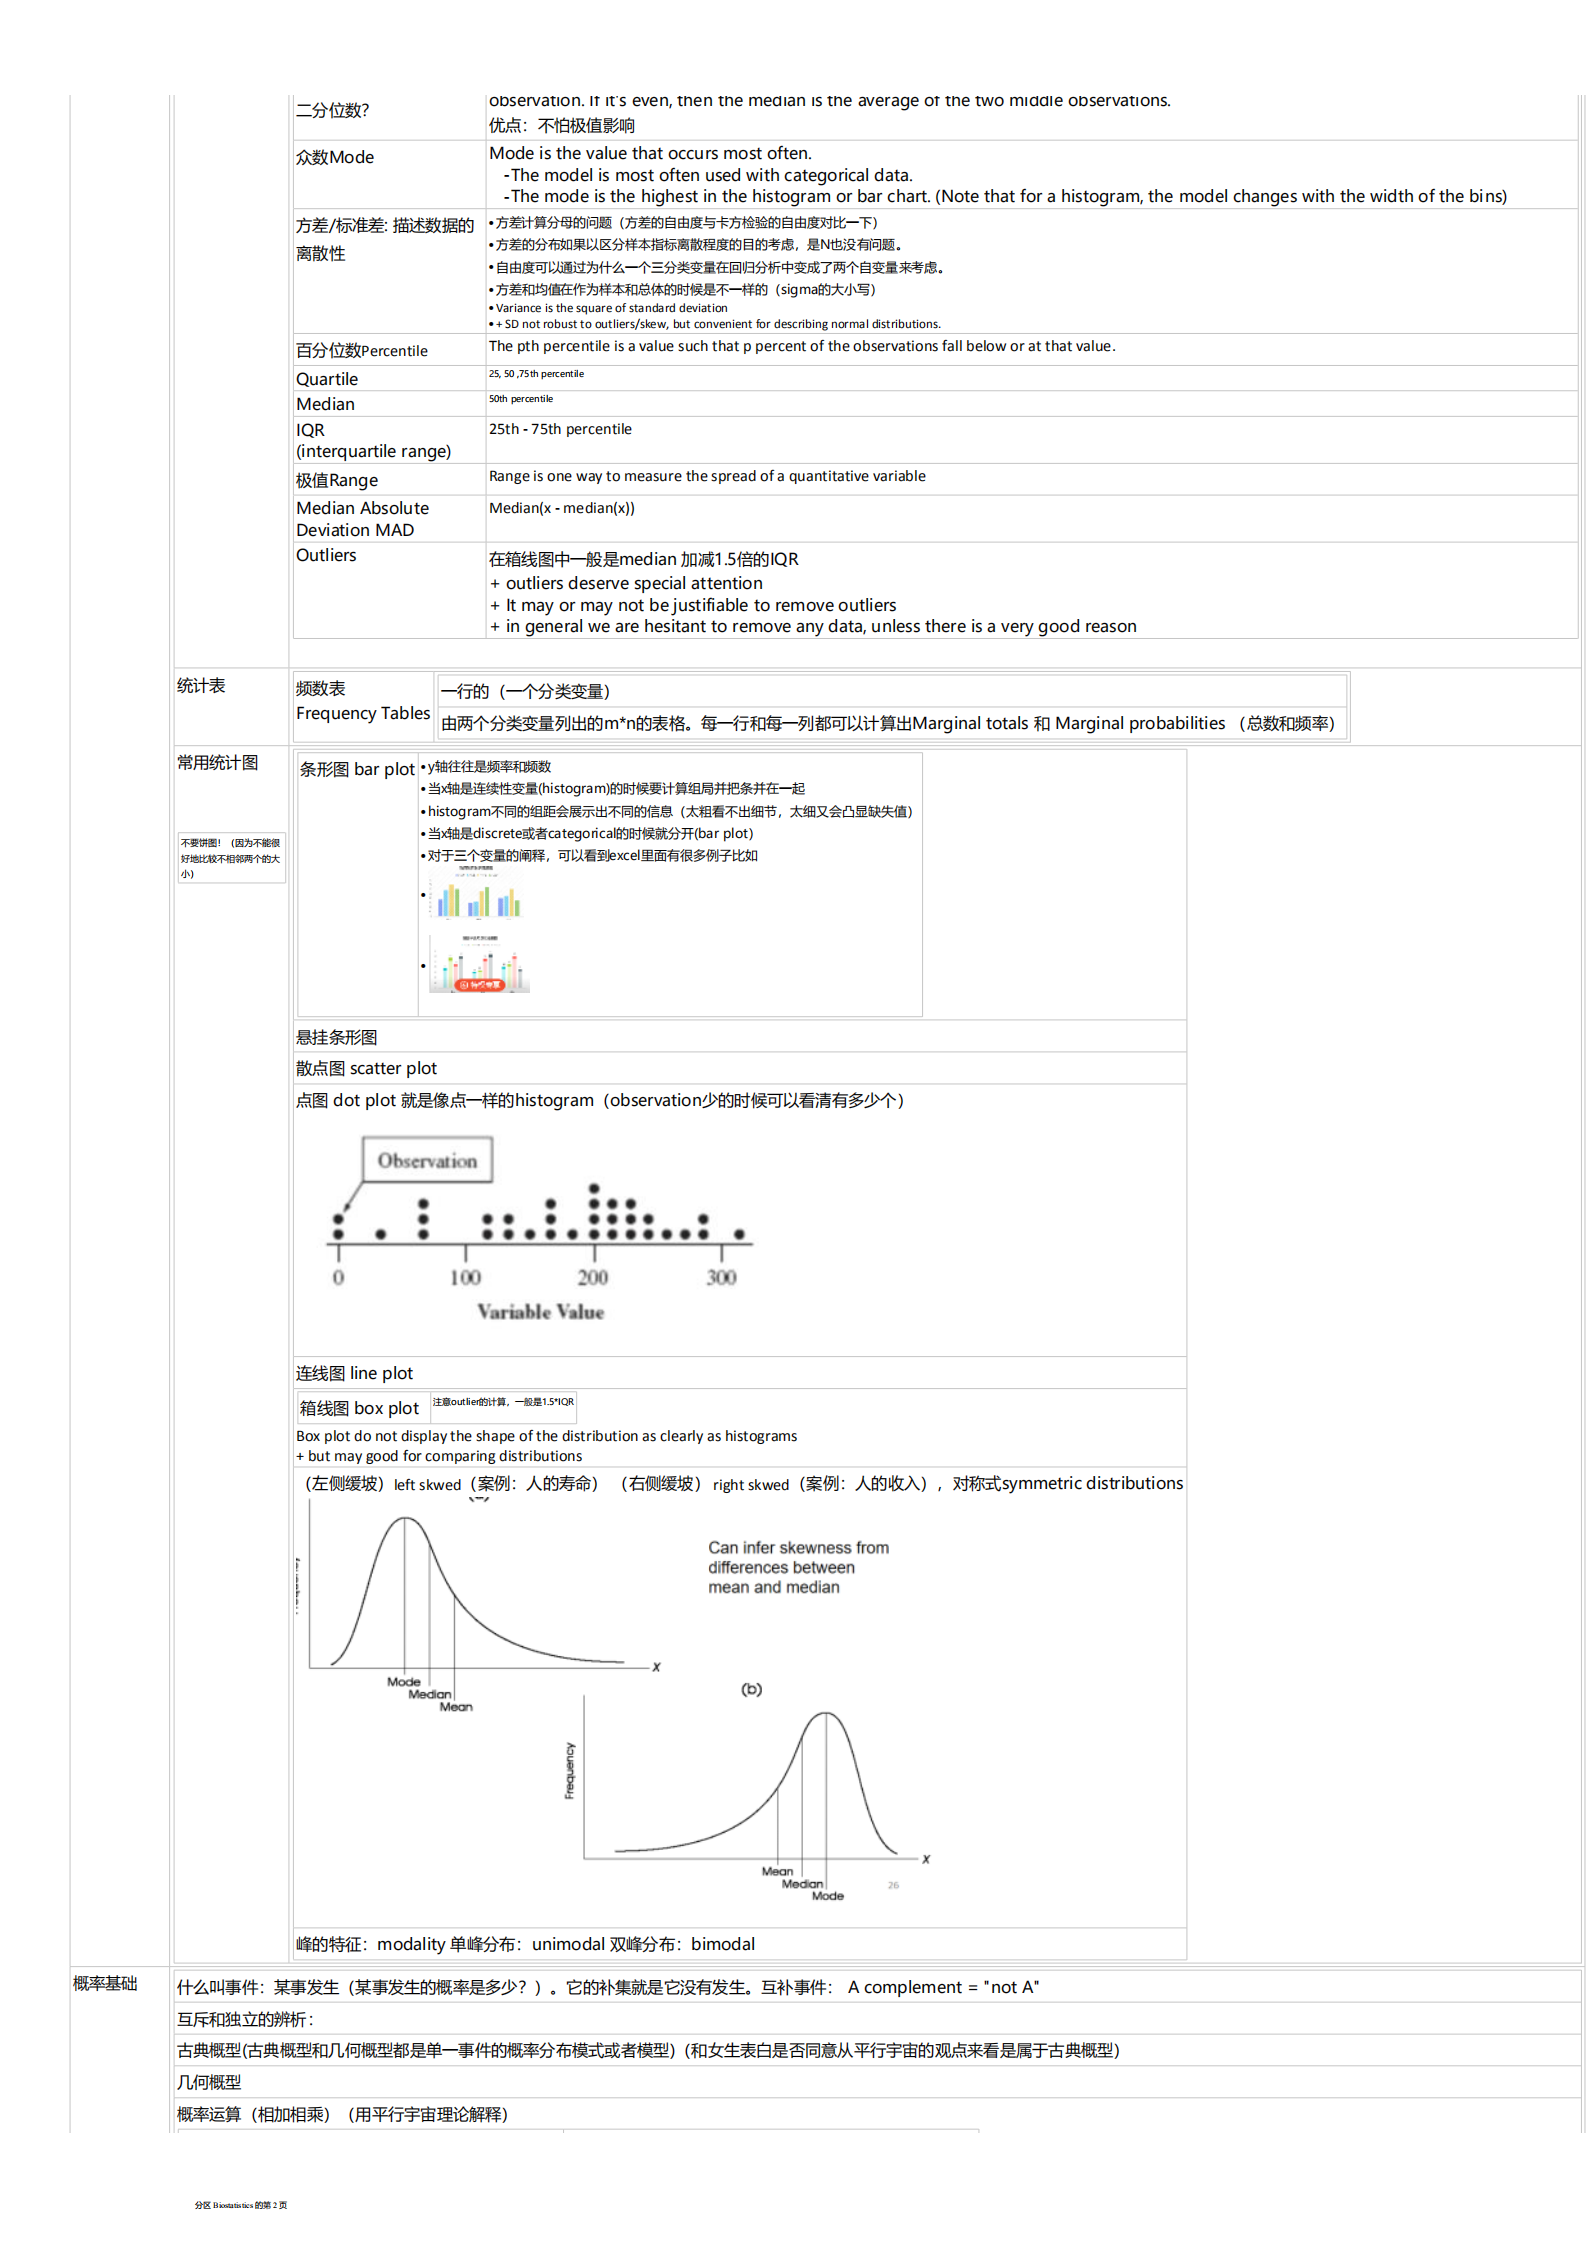 observation. If it's even, then the median is the average of the two middle observations.
二分位数?
优点：不怕极值影响
众数Mode
Mode is the value that occurs most often.
-The model is most often used with categorical data.
-The mode is the highest in the histogram or bar chart. (Note that for a histogram, the model changes with the width of the bins)
方差/标准差: 描述数据的
离散性
• 方差计算分母的问题（方差的自由度与卡方检验的自由度对比一下）
• 方差的分布如果以区分样本指标离散程度的目的考虑，是N也没有问题。
• 自由度可以通过为什么一个三分类变量在回归分析中变成了两个自变量来考虑。
• 方差和均值在作为样本和总体的时候是不一样的（sigma的大小写）
• Variance is the square of standard deviation
• + SD not robust to outliers/skew, but convenient for describing normal distributions.
百分位数Percentile
The pth percentile is a value such that p percent of the observations fall below or at that value.
Quartile
25, 50 ,75th percentile
Median
50th percentile
IQR
(interquartile range)
25th - 75th percentile
极值Range
Range is one way to measure the spread of a quantitative variable
Median Absolute
Deviation MAD
Median(x - median(x))
Outliers
在箱线图中一般是median 加减1.5倍的IQR
+ outliers deserve special attention
+ It may or may not be justifiable to remove outliers
+ in general we are hesitant to remove any data, unless there is a very good reason
统计表
频数表
Frequency Tables
一行的（一个分类变量）
由两个分类变量列出的m*n的表格。每一行和每一列都可以计算出Marginal totals 和 Marginal probabilities （总数和频率）
常用统计图
不要饼图！（因为不能很
好地比较不相邻两个的大
小）
条形图 bar plot
• y轴往往是频率和频数
• 当x轴是连续性变量(histogram)的时候要计算组局并把条并在一起
• histogram不同的组距会展示出不同的信息（太粗看不出细节，太细又会凸显缺失值）
• 当x轴是discrete或者categorical的时候就分开(bar plot)
• 对于三个变量的阐释，可以看到excel里面有很多例子比如
悬挂条形图
散点图 scatter plot
点图 dot plot 就是像点一样的histogram（observation少的时候可以看清有多少个）
Observation
0 100 200 300
Variable Value
连线图 line plot
箱线图 box plot
注意outlier的计算，一般是1.5*IQR
Box plot do not display the shape of the distribution as clearly as histograms
+ but may good for comparing distributions
（左侧缓坡）left skwed（案例：人的寿命）（右侧缓坡）right skwed（案例：人的收入），对称式symmetric distributions
Can infer skewness from
differences between
mean and median
x
Mode
Median
Mean
(b)
Frequency
x
Mean
Median
Mode
26
峰的特征：modality 单峰分布：unimodal 双峰分布：bimodal
概率基础
什么叫事件：某事发生（某事发生的概率是多少？）。它的补集就是它没有发生。互补事件： A complement = "not A"
互斥和独立的辨析：
古典概型(古典概型和几何概型都是单一事件的概率分布模式或者模型)（和女生表白是否同意从平行宇宙的观点来看是属于古典概型）
几何概型
概率运算（相加相乘）（用平行宇宙理论解释）
分区 Biostatistics 的第 2 页